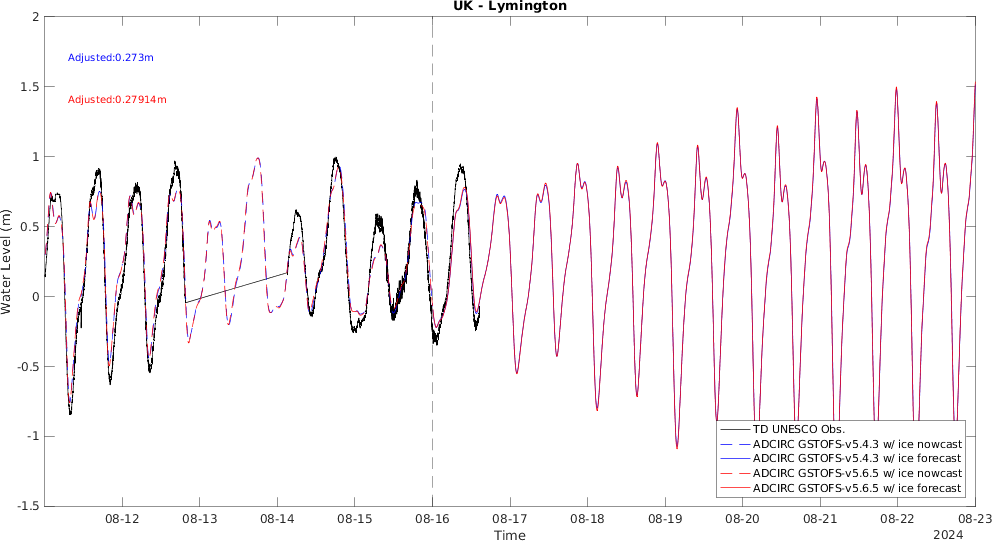 UK - Lymington
Adjusted:0.273m
Adjusted:0.27914m
Water Level (m)
2
1.5
1
0.5
0
-0.5
-1
-1.5
TD UNESCO Obs.
ADCIRC GSTOFS-v5.4.3 w/ ice nowcast
ADCIRC GSTOFS-v5.4.3 w/ ice forecast
ADCIRC GSTOFS-v5.6.5 w/ ice nowcast
ADCIRC GSTOFS-v5.6.5 w/ ice forecast
08-12 08-13 08-14 08-15 08-16 08-17 08-18 08-19 08-20 08-21 08-22 08-23
Time
2024